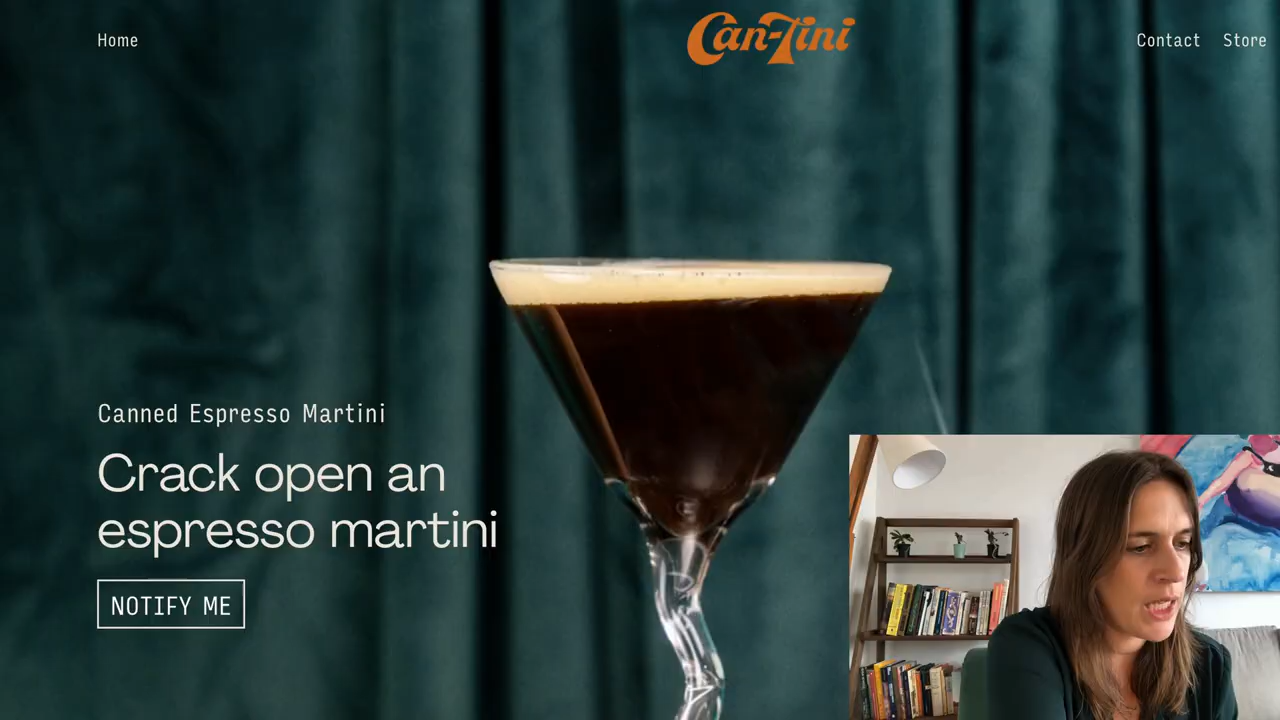 Home
Can-Tini
Contact
Store
Canned Espresso Martini
Crack open an
espresso martini
NOTIFY ME